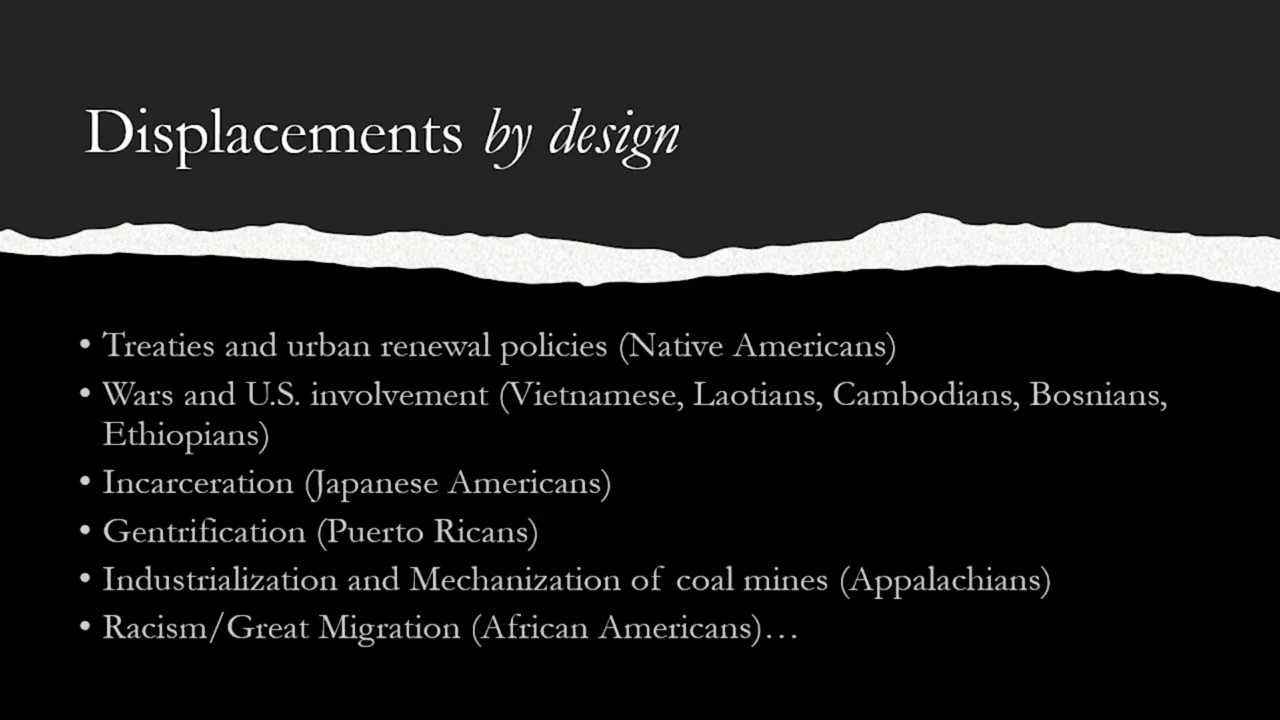 Displacements by design
• Treaties and urban renewal policies (Native Americans)
• Wars and U.S. involvement (Vietnamese, Laotians, Cambodians, Bosnians,
Ethiopians)
• Incarceration (Japanese Americans)
• Gentrification (Puerto Ricans)
• Industrialization and Mechanization of coal mines (Appalachians)
• Racism/Great Migration (African Americans)…